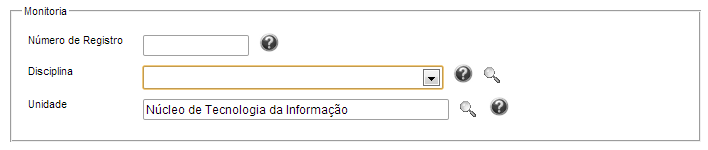 Monitoria
Número de Registro
Disciplina
Unidade Núcleo de Tecnologia da Informação